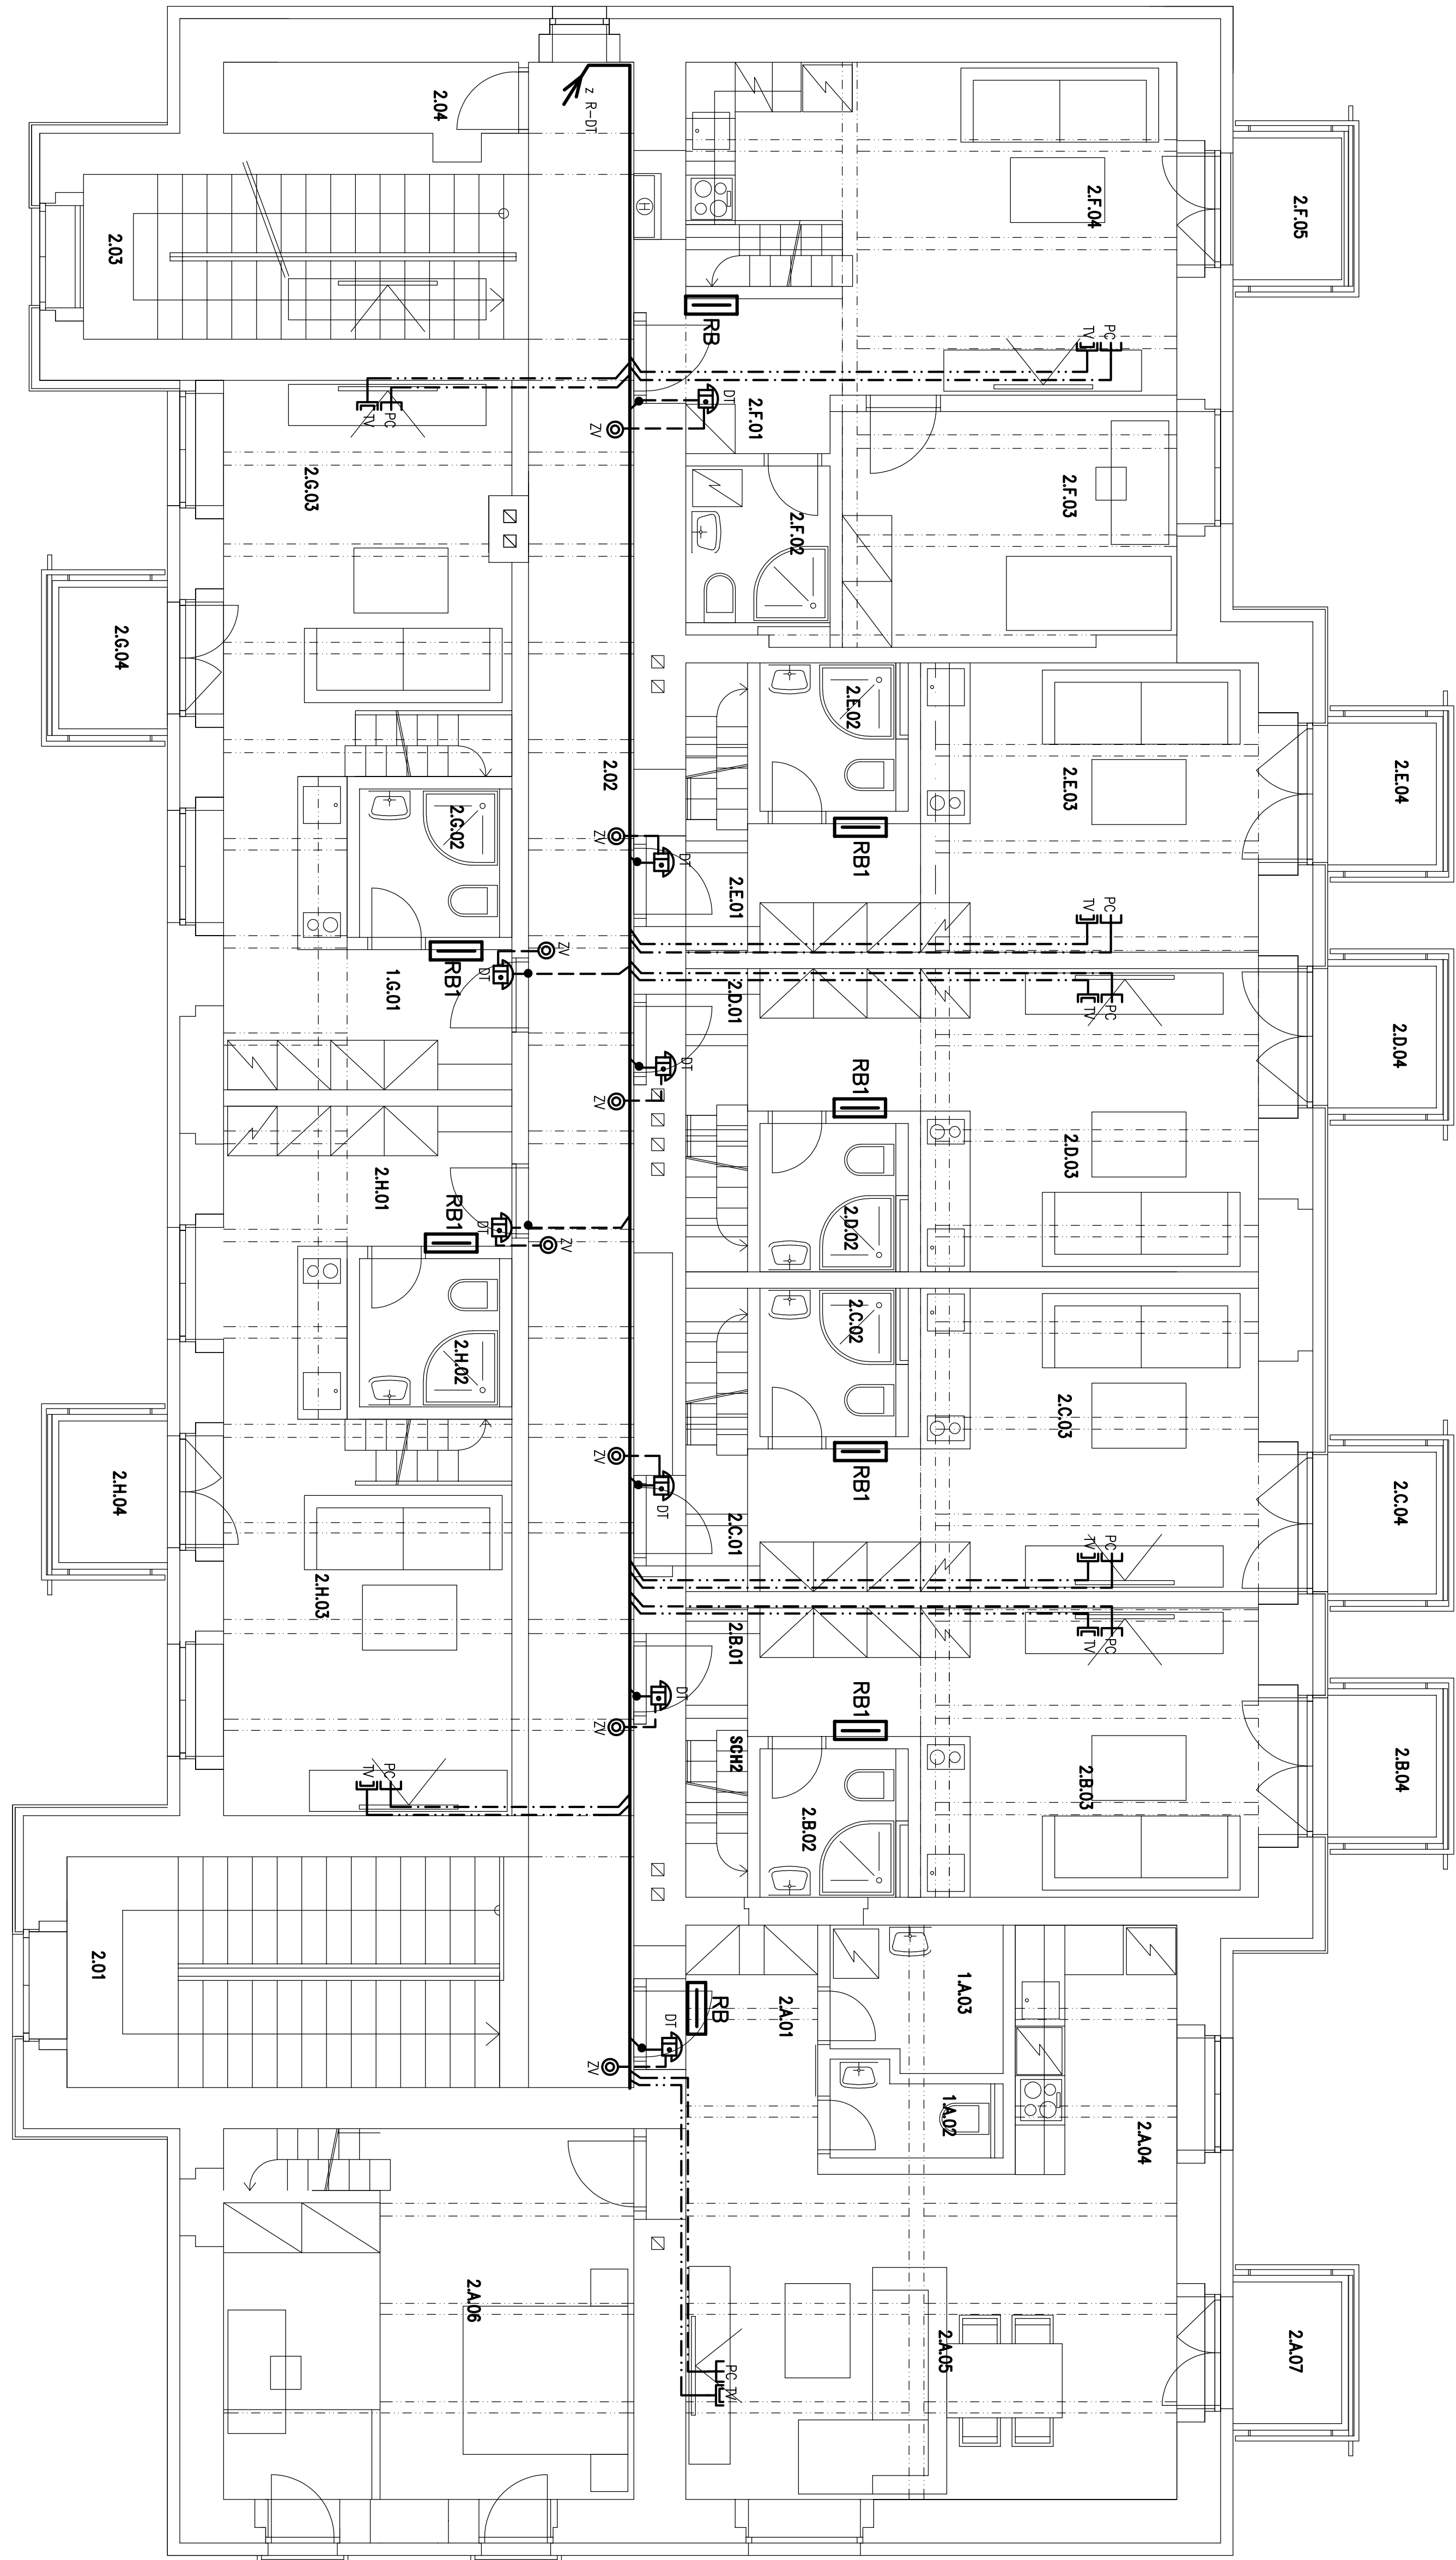 2.04
z R-DT
2.F.04
2.F.05
2.03
H
RB
TV
PC
DT
2.F.01
ZV
TV
PC
2.G.03
2.F.03
2.F.02
2.G.04
2.E.02
2.02
2.E.03
2.E.04
2.G.02
ZV
DT
RB1
2.E.01
TV
PC
ZV
DT
RB1
1.G.01
2.D.01
TV
PC
2.D.04
DT
ZV
RB1
2.D.03
2.H.01
RB1
DT
ZV
2.D.02
2.C.02
2.H.02
2.C.03
ZV
DT
RB1
2.C.04
2.H.04
2.C.01
TV
PC
2.H.03
2.B.01
TV
PC
DT
ZV
RB1
SCH2
2.B.03
2.B.04
TV
PC
2.B.02
2.01
1.A.03
RB
2.A.01
DT
ZV
1.A.02
2.A.04
2.A.06
2.A.05
2.A.07
PC
TV